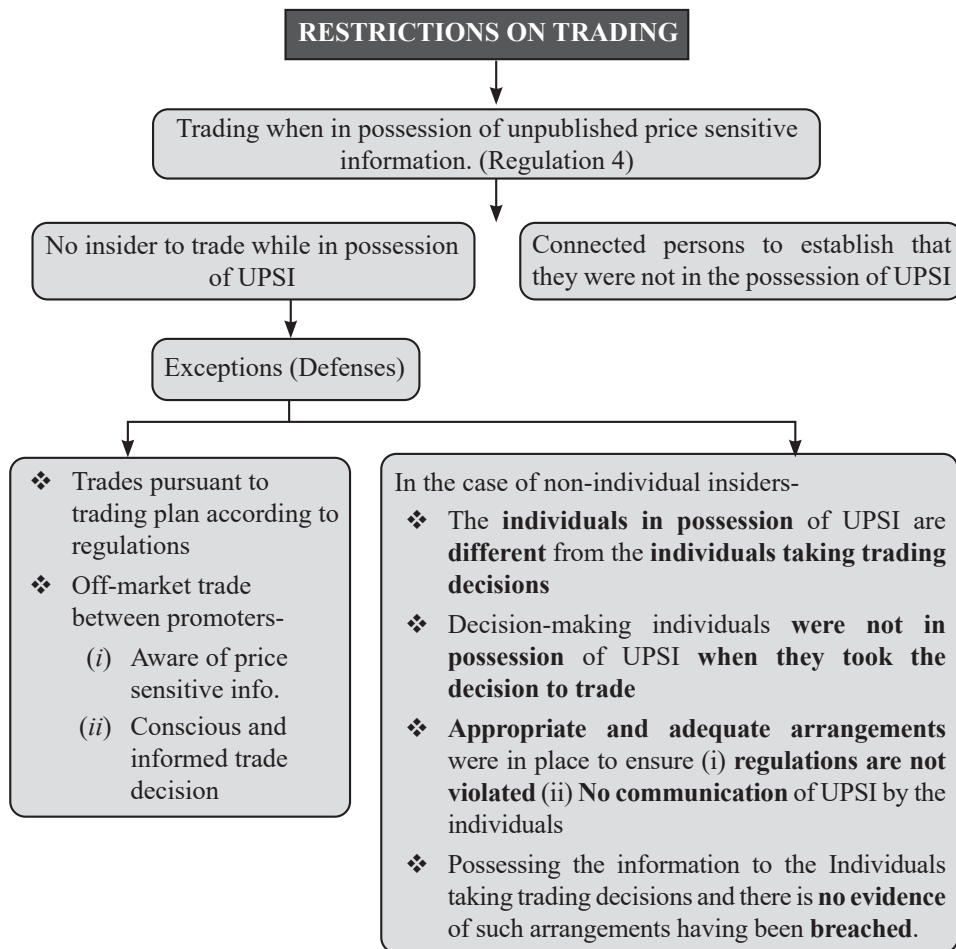 RESTRICTIONS ON TRADING
Trading when in possession of unpublished price sensitive
information. (Regulation 4)
No insider to trade while in possession
of UPSI
Connected persons to establish that
they were not in the possession of UPSI
Exceptions (Defenses)
❖ Trades pursuant to
trading plan according to
regulations
❖ Off-market trade
between promoters-
(i) Aware of price
sensitive info.
(ii) Conscious and
informed trade
decision
In the case of non-individual insiders-
❖ The individuals in possession of UPSI are
different from the individuals taking trading
decisions
❖ Decision-making individuals were not in
possession of UPSI when they took the
decision to trade
❖ Appropriate and adequate arrangements
were in place to ensure (i) regulations are not
violated (ii) No communication of UPSI by the
individuals
❖ Possessing the information to the Individuals
taking trading decisions and there is no evidence
of such arrangements having been breached.